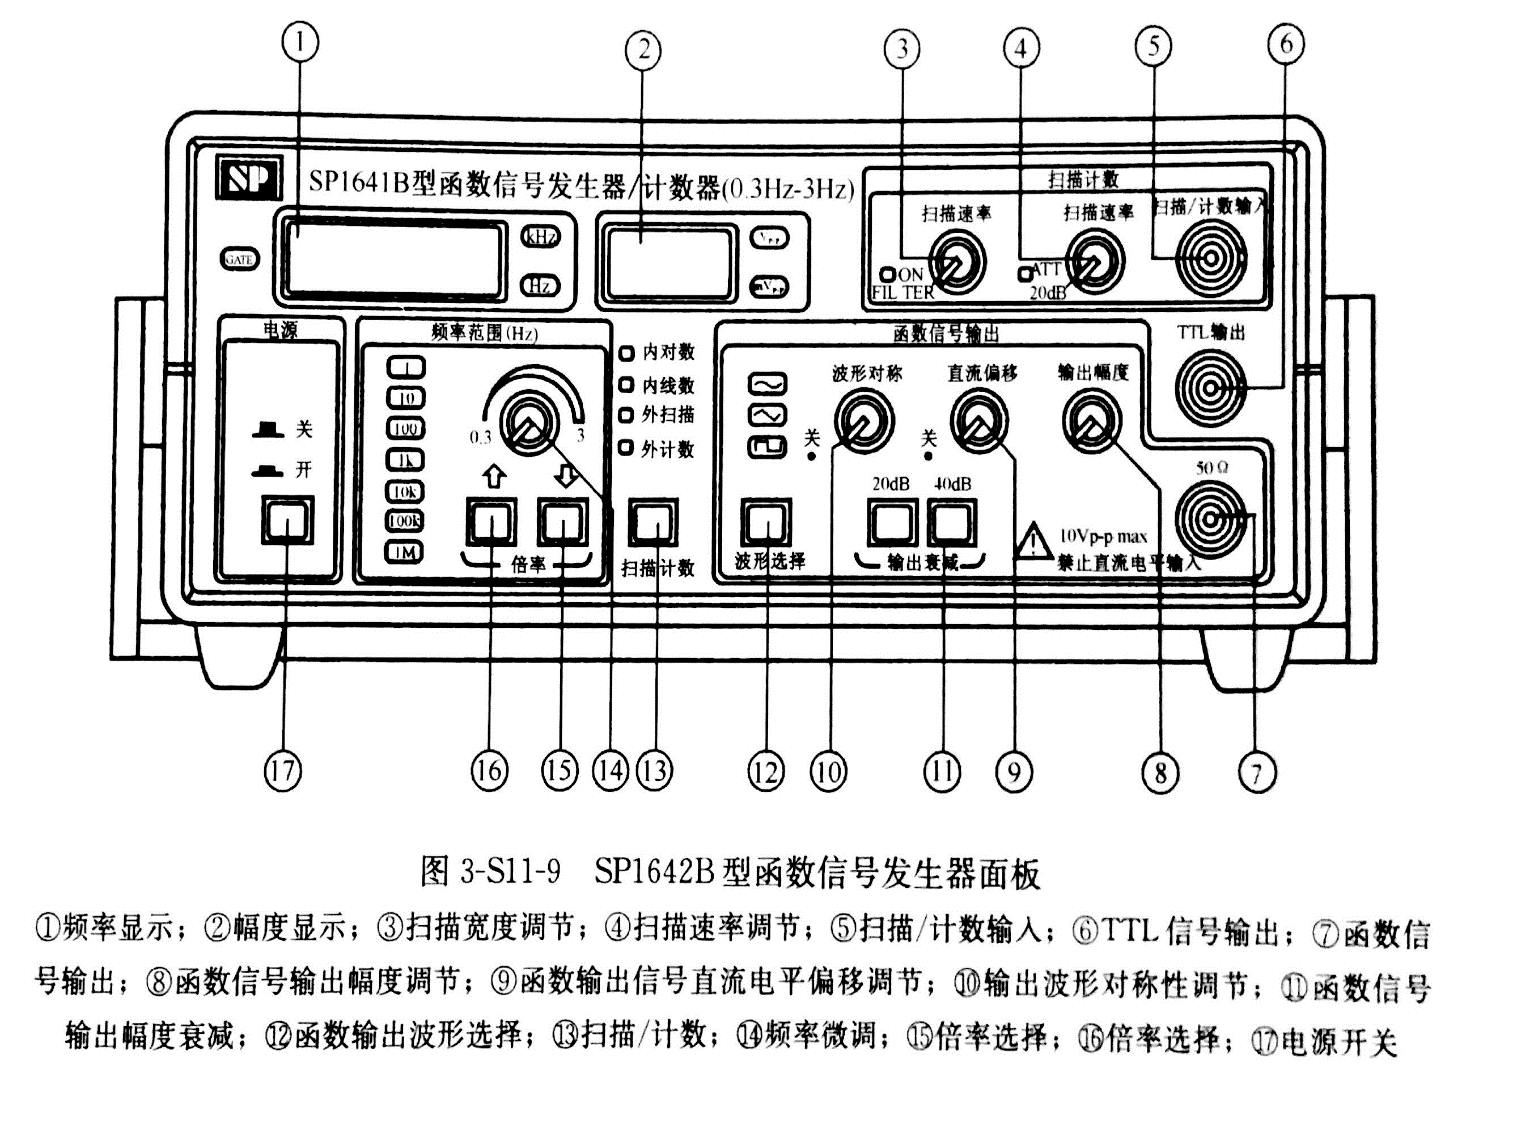 ① ② ③ ④ ⑤ ⑥
SP SP1641B型函数信号发生器/计数器(0.3Hz-3Hz)
扫描计数
扫描速率 扫描速率 扫描/计数输入
GATE kHz Vp-p
Hz mVp-p
ON ATT
FIL TER 20dB
电源 频率范围(Hz) 函数信号输出 TTL输出
1
10
100
1k
10k
100k
1M
0.3 3
内对数
内线数
外扫描
外计数
波形对称 直流偏移 输出幅度
关 开
关 关
20dB 40dB
50Ω
10Vp-p max
禁止直流电平输入
倍率 扫描计数 波形选择 输出衰减
⑰ ⑯ ⑮ ⑭ ⑬ ⑫ ⑩ ⑪ ⑨ ⑧ ⑦
图 3-S11-9 SP1642B 型函数信号发生器面板
①频率显示；②幅度显示；③扫描宽度调节；④扫描速率调节；⑤扫描/计数输入；⑥TTL 信号输出；⑦函数信
号输出；⑧函数信号输出幅度调节；⑨函数输出信号直流电平偏移调节；⑩输出波形对称性调节；⑪函数信号
输出幅度衰减；⑫函数输出波形选择；⑬扫描/计数；⑭频率微调；⑮倍率选择；⑯倍率选择；⑰电源开关